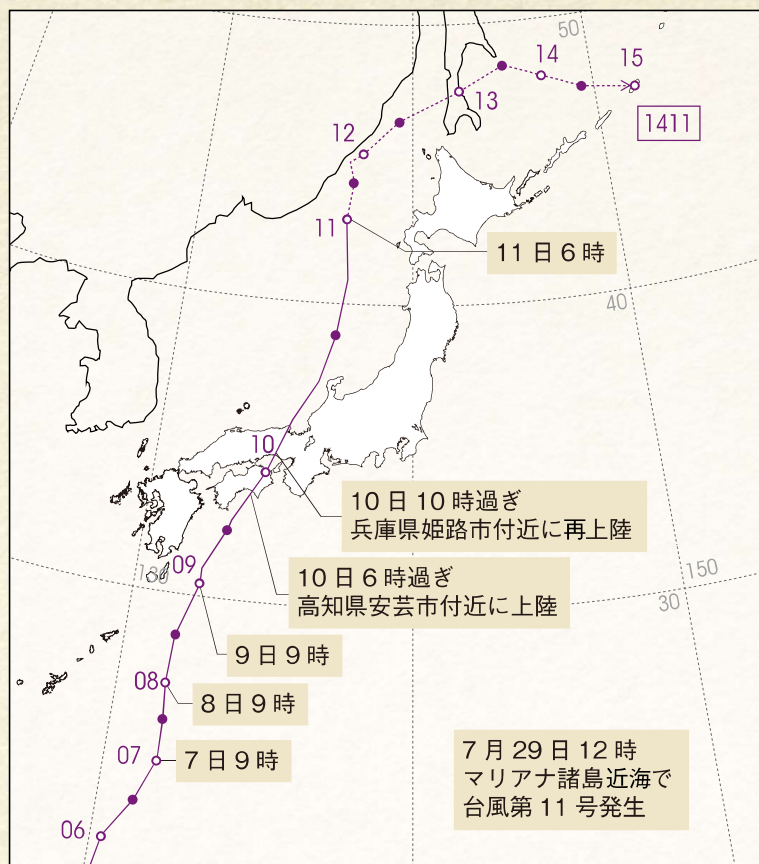 50
14
15
13
1411
12
11
11日6時
40
10
10日10時過ぎ
兵庫県姫路市付近に再上陸
09
130
150
10日6時過ぎ
高知県安芸市付近に上陸
30
9日9時
08
8日9時
07
7日9時
7月29日12時
マリアナ諸島近海で
台風第11号発生
06